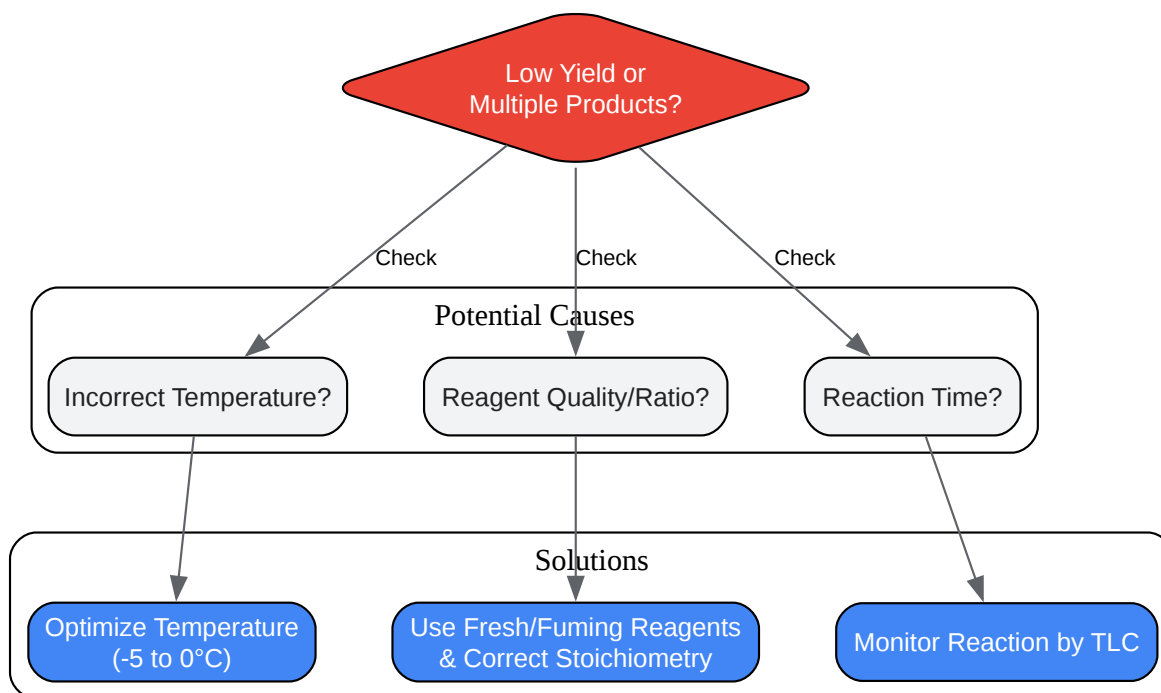 Low Yield or
Multiple Products?
Check
Check
Check
Potential Causes
Incorrect Temperature?
Reagent Quality/Ratio?
Reaction Time?
Solutions
Optimize Temperature
(-5 to 0°C)
Use Fresh/Fuming Reagents
& Correct Stoichiometry
Monitor Reaction by TLC